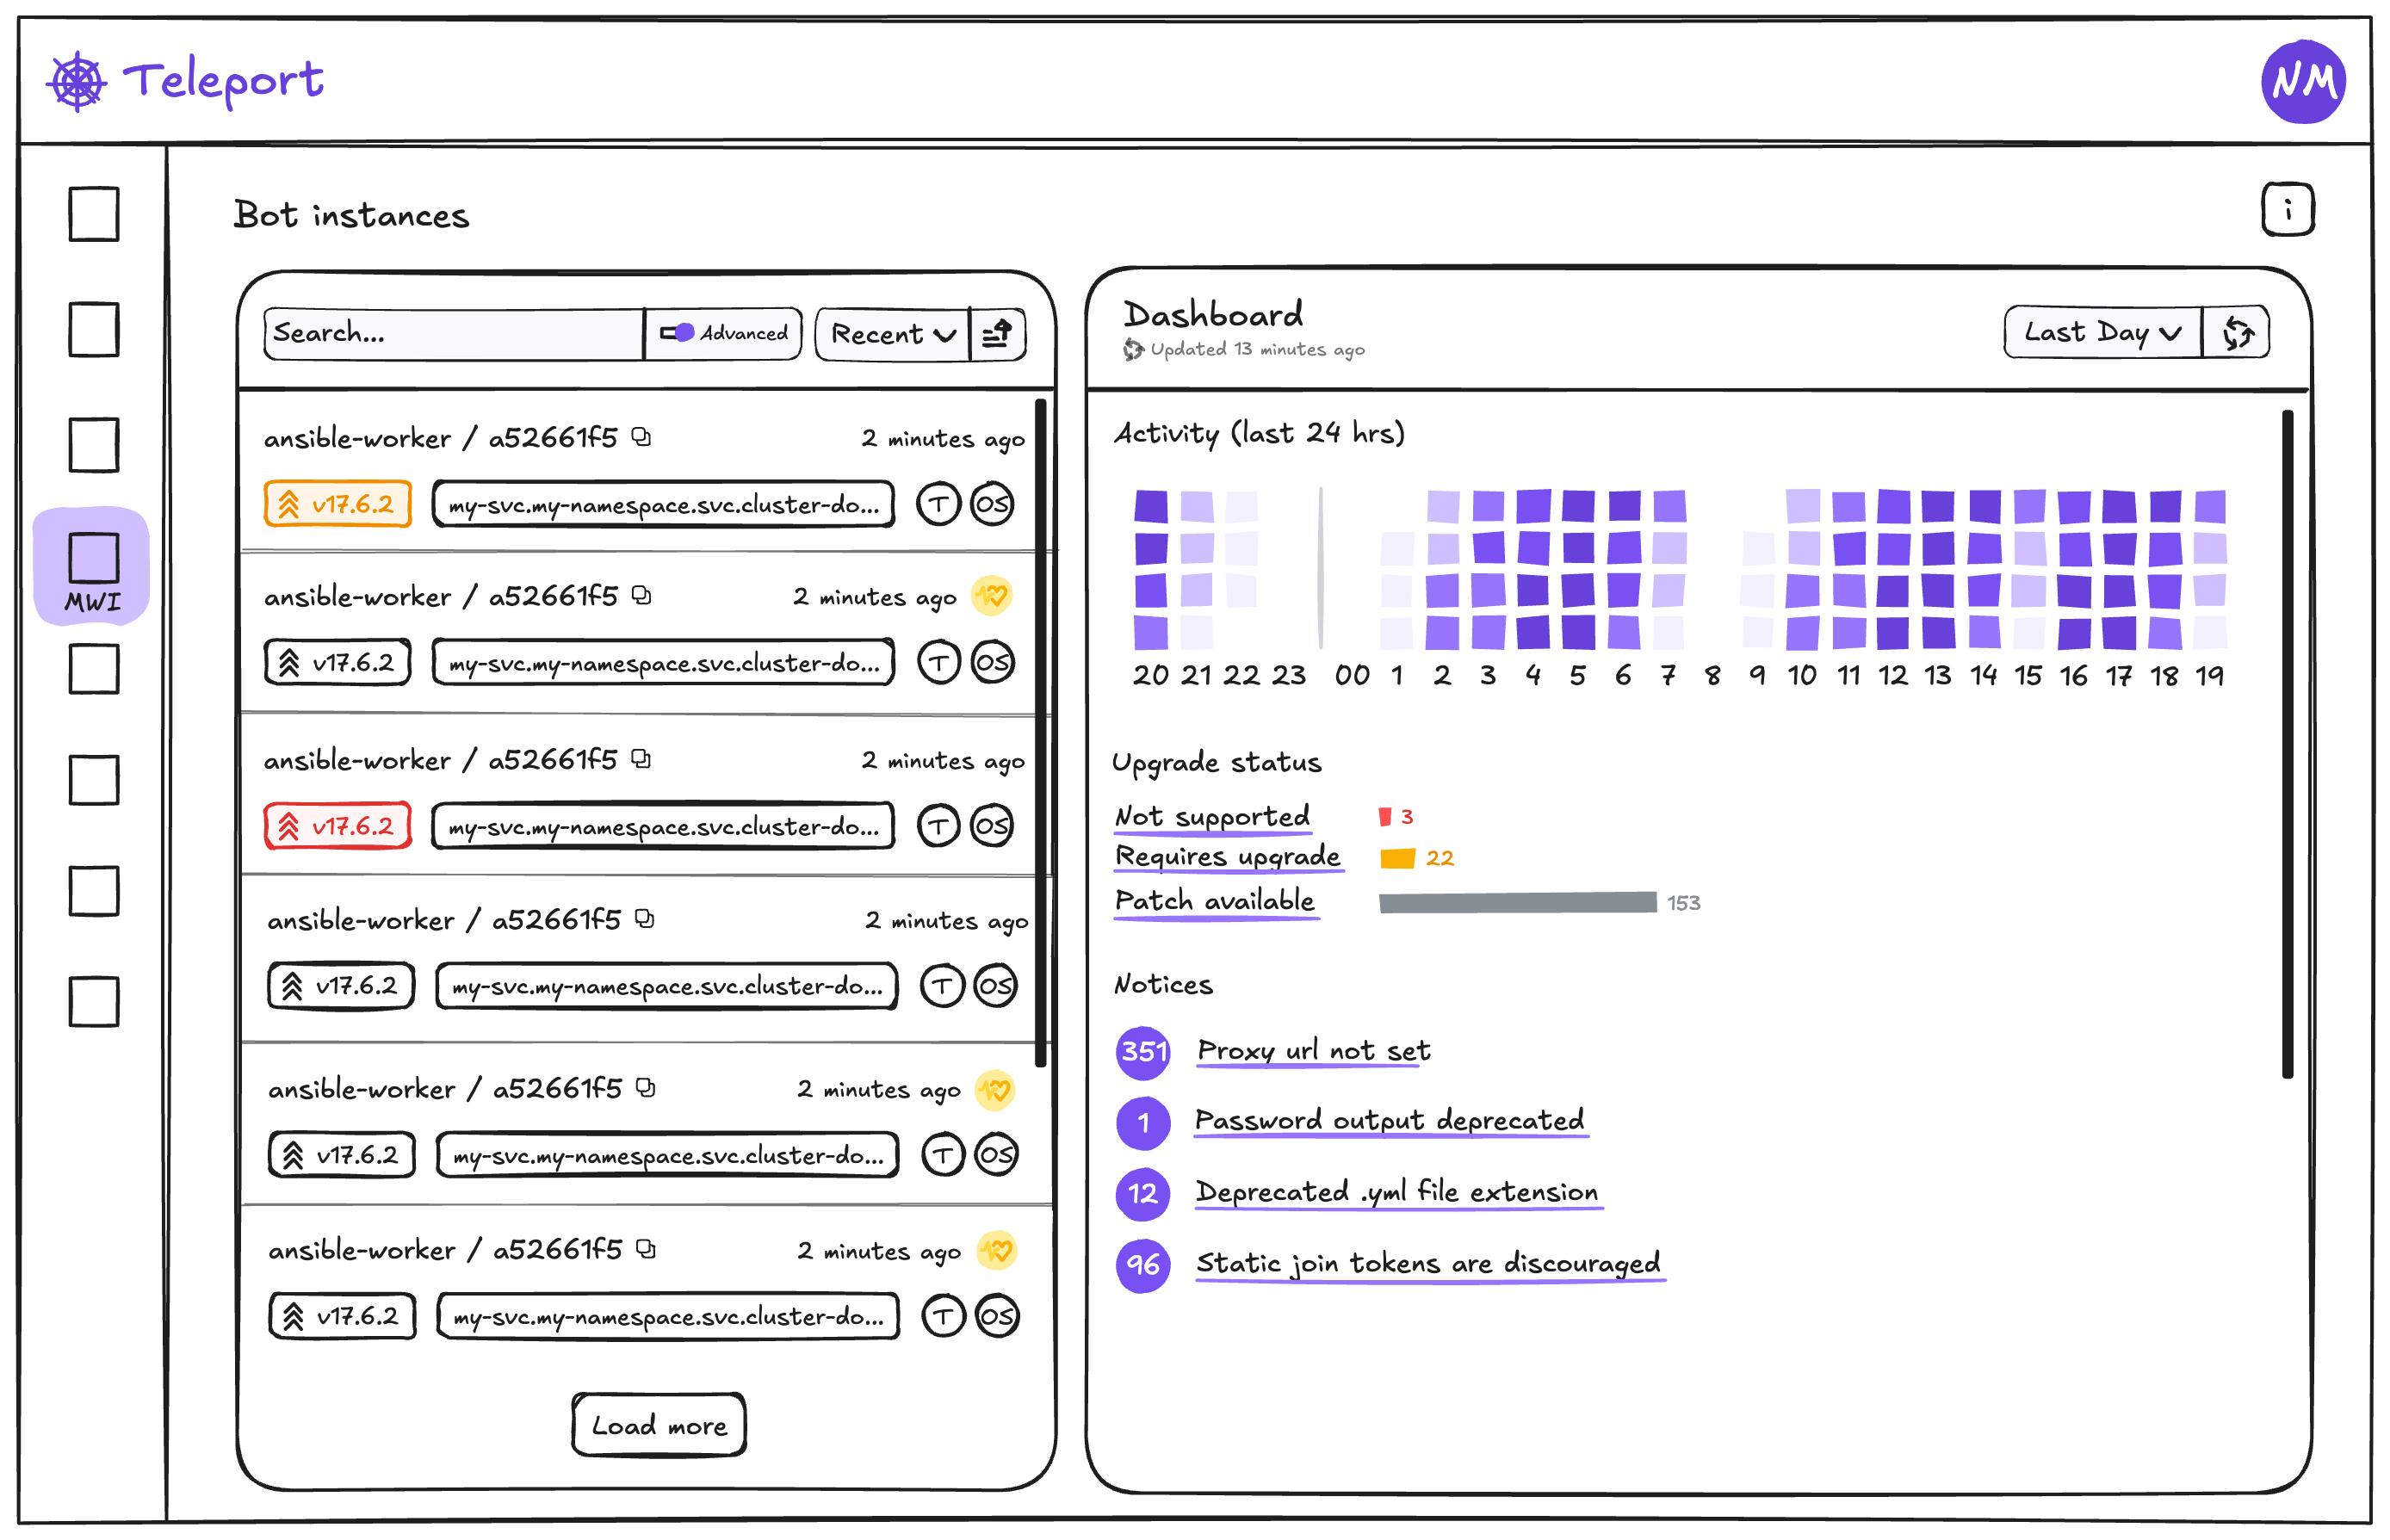 Teleport
NM
MWI
Bot instances
i
Search...
Advanced
Recent
ansible-worker / a52661f5
2 minutes ago
v17.6.2
my-svc.my-namespace.svc.cluster-do...
T
OS
ansible-worker / a52661f5
2 minutes ago
v17.6.2
my-svc.my-namespace.svc.cluster-do...
T
OS
ansible-worker / a52661f5
2 minutes ago
v17.6.2
my-svc.my-namespace.svc.cluster-do...
T
OS
ansible-worker / a52661f5
2 minutes ago
v17.6.2
my-svc.my-namespace.svc.cluster-do...
T
OS
ansible-worker / a52661f5
2 minutes ago
v17.6.2
my-svc.my-namespace.svc.cluster-do...
T
OS
ansible-worker / a52661f5
2 minutes ago
v17.6.2
my-svc.my-namespace.svc.cluster-do...
T
OS
Load more
Dashboard
Updated 13 minutes ago
Last Day
Activity (last 24 hrs)
20 21 22 23 00 1 2 3 4 5 6 7 8 9 10 11 12 13 14 15 16 17 18 19
Upgrade status
Not supported 3
Requires upgrade 22
Patch available 153
Notices
351 Proxy url not set
1 Password output deprecated
12 Deprecated .yml file extension
96 Static join tokens are discouraged